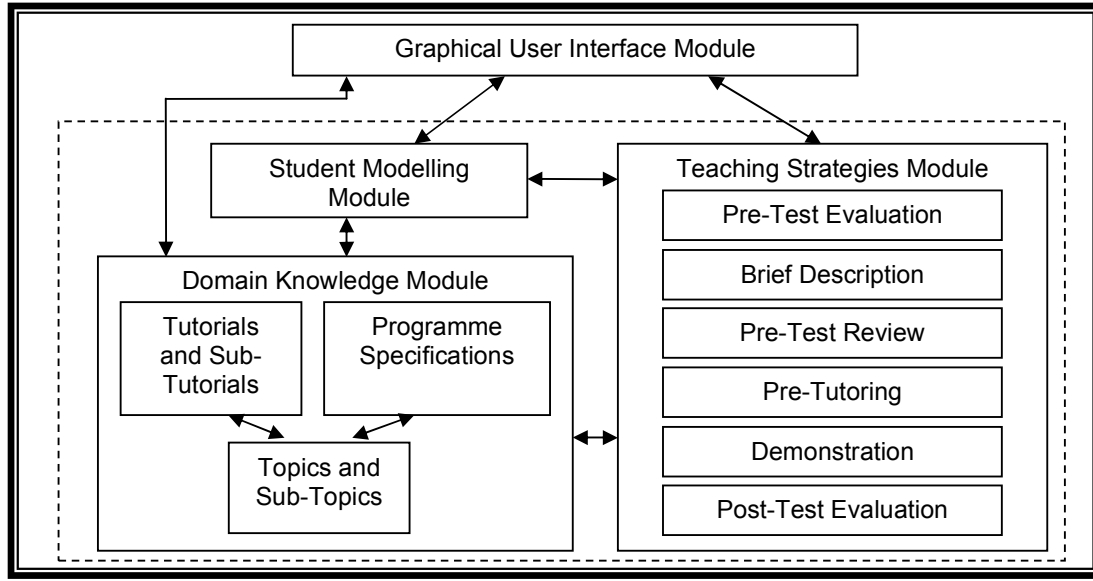 Graphical User Interface Module
Student Modelling
Module
Domain Knowledge Module
Tutorials
and Sub-
Tutorials
Programme
Specifications
Topics and
Sub-Topics
Teaching Strategies Module
Pre-Test Evaluation
Brief Description
Pre-Test Review
Pre-Tutoring
Demonstration
Post-Test Evaluation